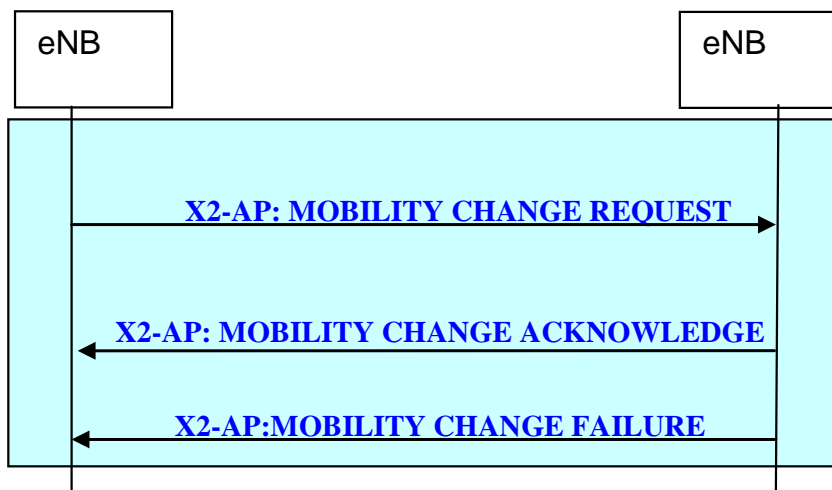 eNB
eNB
X2-AP: MOBILITY CHANGE REQUEST
X2-AP: MOBILITY CHANGE ACKNOWLEDGE
X2-AP:MOBILITY CHANGE FAILURE